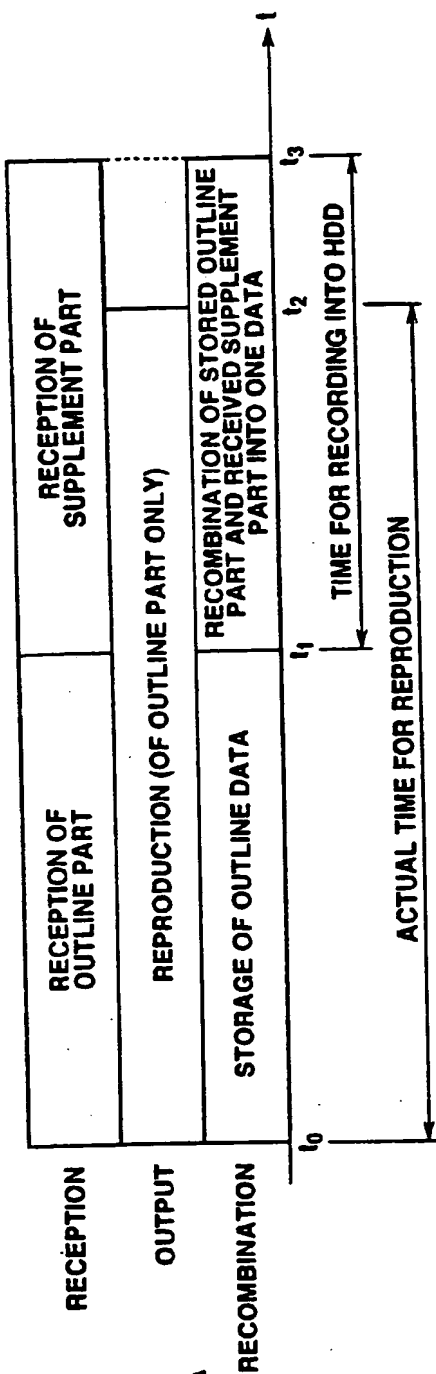 RECEPTION
RECEPTION OF
OUTLINE PART
RECEPTION OF
SUPPLEMENT PART
OUTPUT
REPRODUCTION (OF OUTLINE PART ONLY)
RECOMBINATION
STORAGE OF OUTLINE DATA
RECOMBINATION OF STORED OUTLINE
PART AND RECEIVED SUPPLEMENT
PART INTO ONE DATA
t
t0
t1
t2
t3
TIME FOR RECORDING INTO HDD
ACTUAL TIME FOR REPRODUCTION